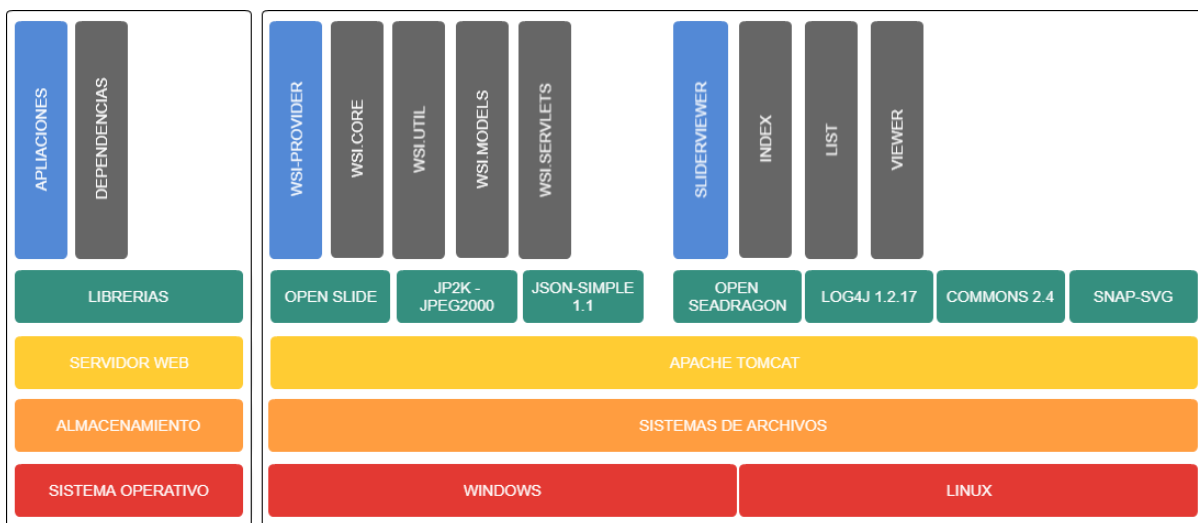 APLIACIONES
DEPENDENCIAS
WSI-PROVIDER
WSI.CORE
WSI.UTIL
WSI.MODELS
WSI.SERVLETS
SLIDERVIEWER
INDEX
LIST
VIEWER
LIBRERIAS
OPEN SLIDE
JP2K -
JPEG2000
JSON-SIMPLE
1.1
OPEN
SEADRAGON
LOG4J 1.2.17
COMMONS 2.4
SNAP-SVG
SERVIDOR WEB
APACHE TOMCAT
ALMACENAMIENTO
SISTEMAS DE ARCHIVOS
SISTEMA OPERATIVO
WINDOWS
LINUX